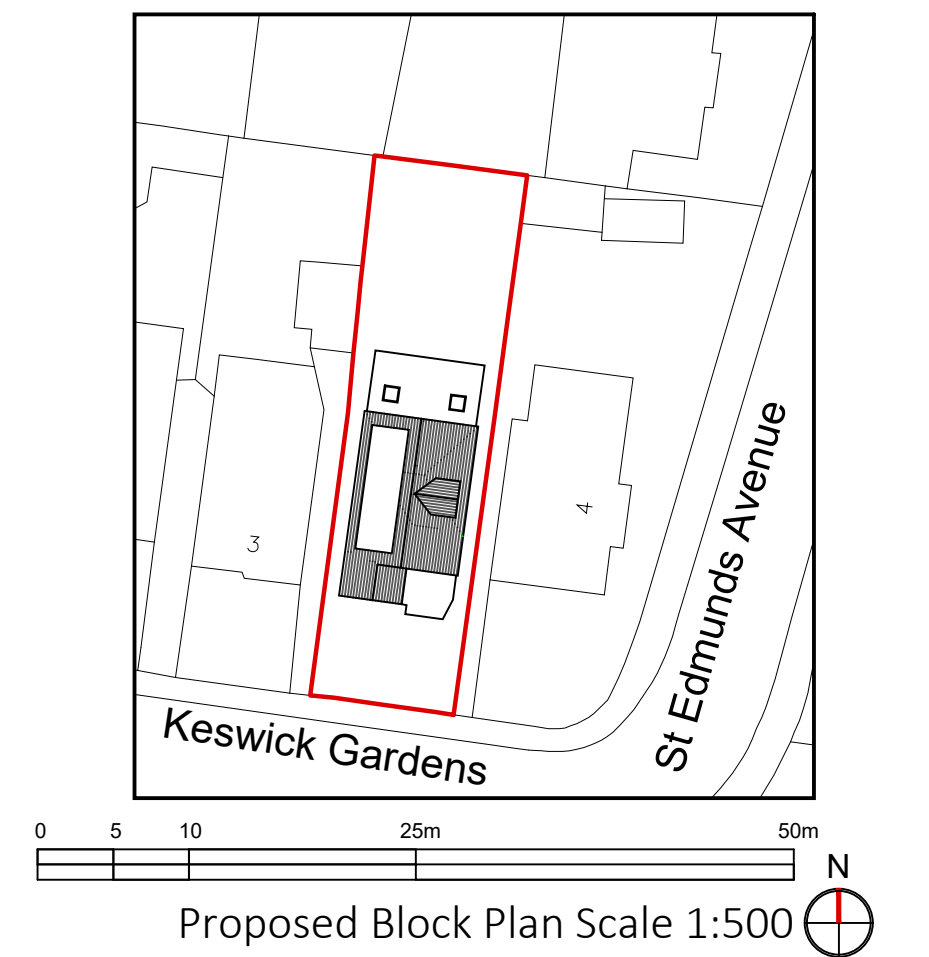 3
4
St Edmunds Avenue
Keswick Gardens
0 5 10 25m 50m
N
Proposed Block Plan Scale 1:500